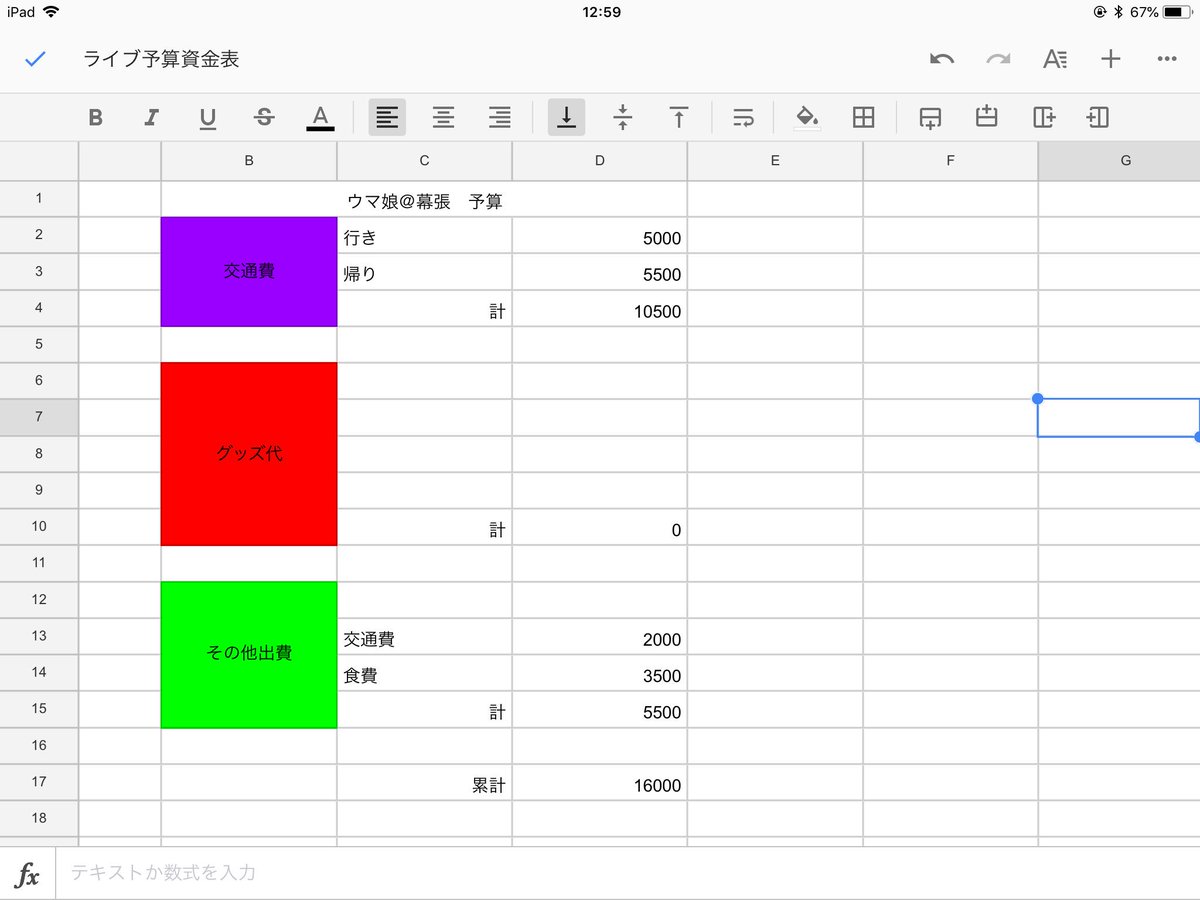 iPad 12:59 67%
ライブ予算資金表
B I U S A
B C D E F G
1 ウマ娘@幕張　予算
2 行き 5000
3 交通費 帰り 5500
4 計 10500
5
6
7
8 グッズ代
9
10 計 0
11
12
13 その他出費 交通費 2000
14 食費 3500
15 計 5500
16
17 累計 16000
18
fx テキストか数式を入力